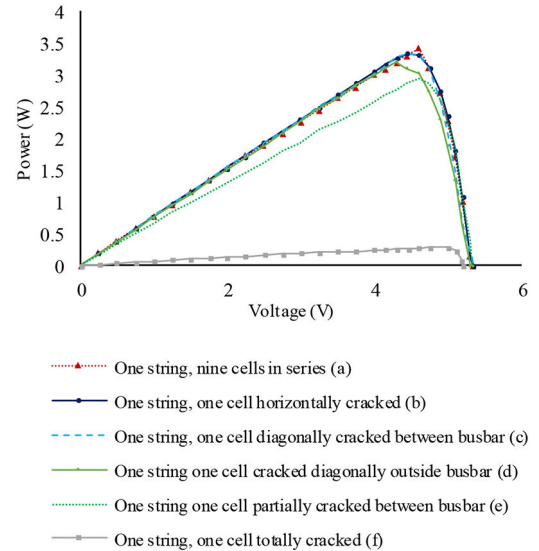 4
3.5
3
2.5
2
1.5
1
0.5
0
Power (W)
0 2 4 6
Voltage (V)
One string, nine cells in series (a)
One string, one cell horizontally cracked (b)
One string, one cell diagonally cracked between busbar (c)
One string one cell cracked diagonally outside busbar (d)
One string one cell partially cracked between busbar (e)
One string, one cell totally cracked (f)